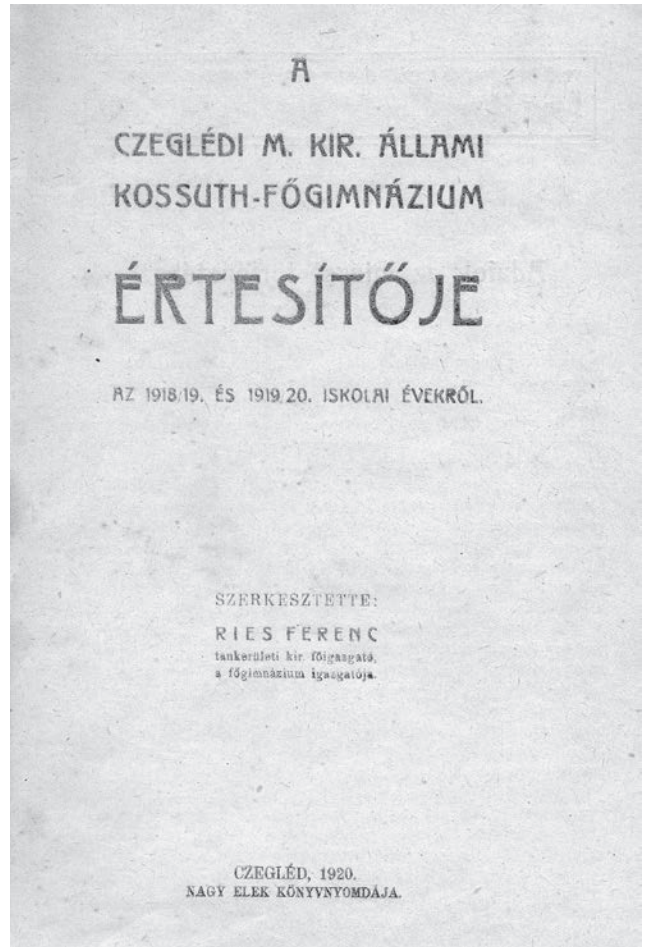 A
CZEGLÉDI M. KIR. ÁLLAMI
KOSSUTH-FŐGIMNÁZIUM
ÉRTESÍTŐJE
AZ 1918/19. ÉS 1919/20. ISKOLAI ÉVEKRŐL.
SZERKESZTETTE:
RIES FERENC
tankerületi kir. főigazgató,
a főgimnázium igazgatója.
CZEGLÉD, 1920.
NAGY ELEK KÖNYVNYOMDÁJA.